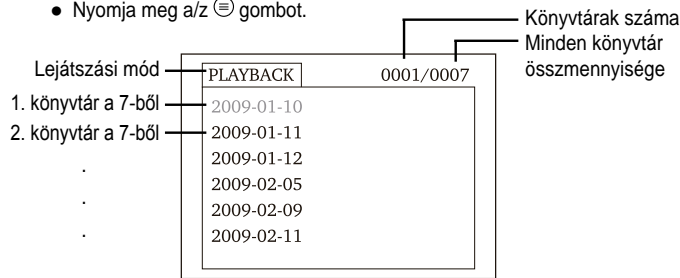 ● Nyomja meg a/z gombot.
Könyvtárak száma
Minden könyvtár
összmennyisége
Lejátszási mód
PLAYBACK
0001/0007
1. könyvtár a 7-ből
2009-01-10
2. könyvtár a 7-ből
2009-01-11
.
2009-01-12
.
2009-02-05
.
2009-02-09
2009-02-11